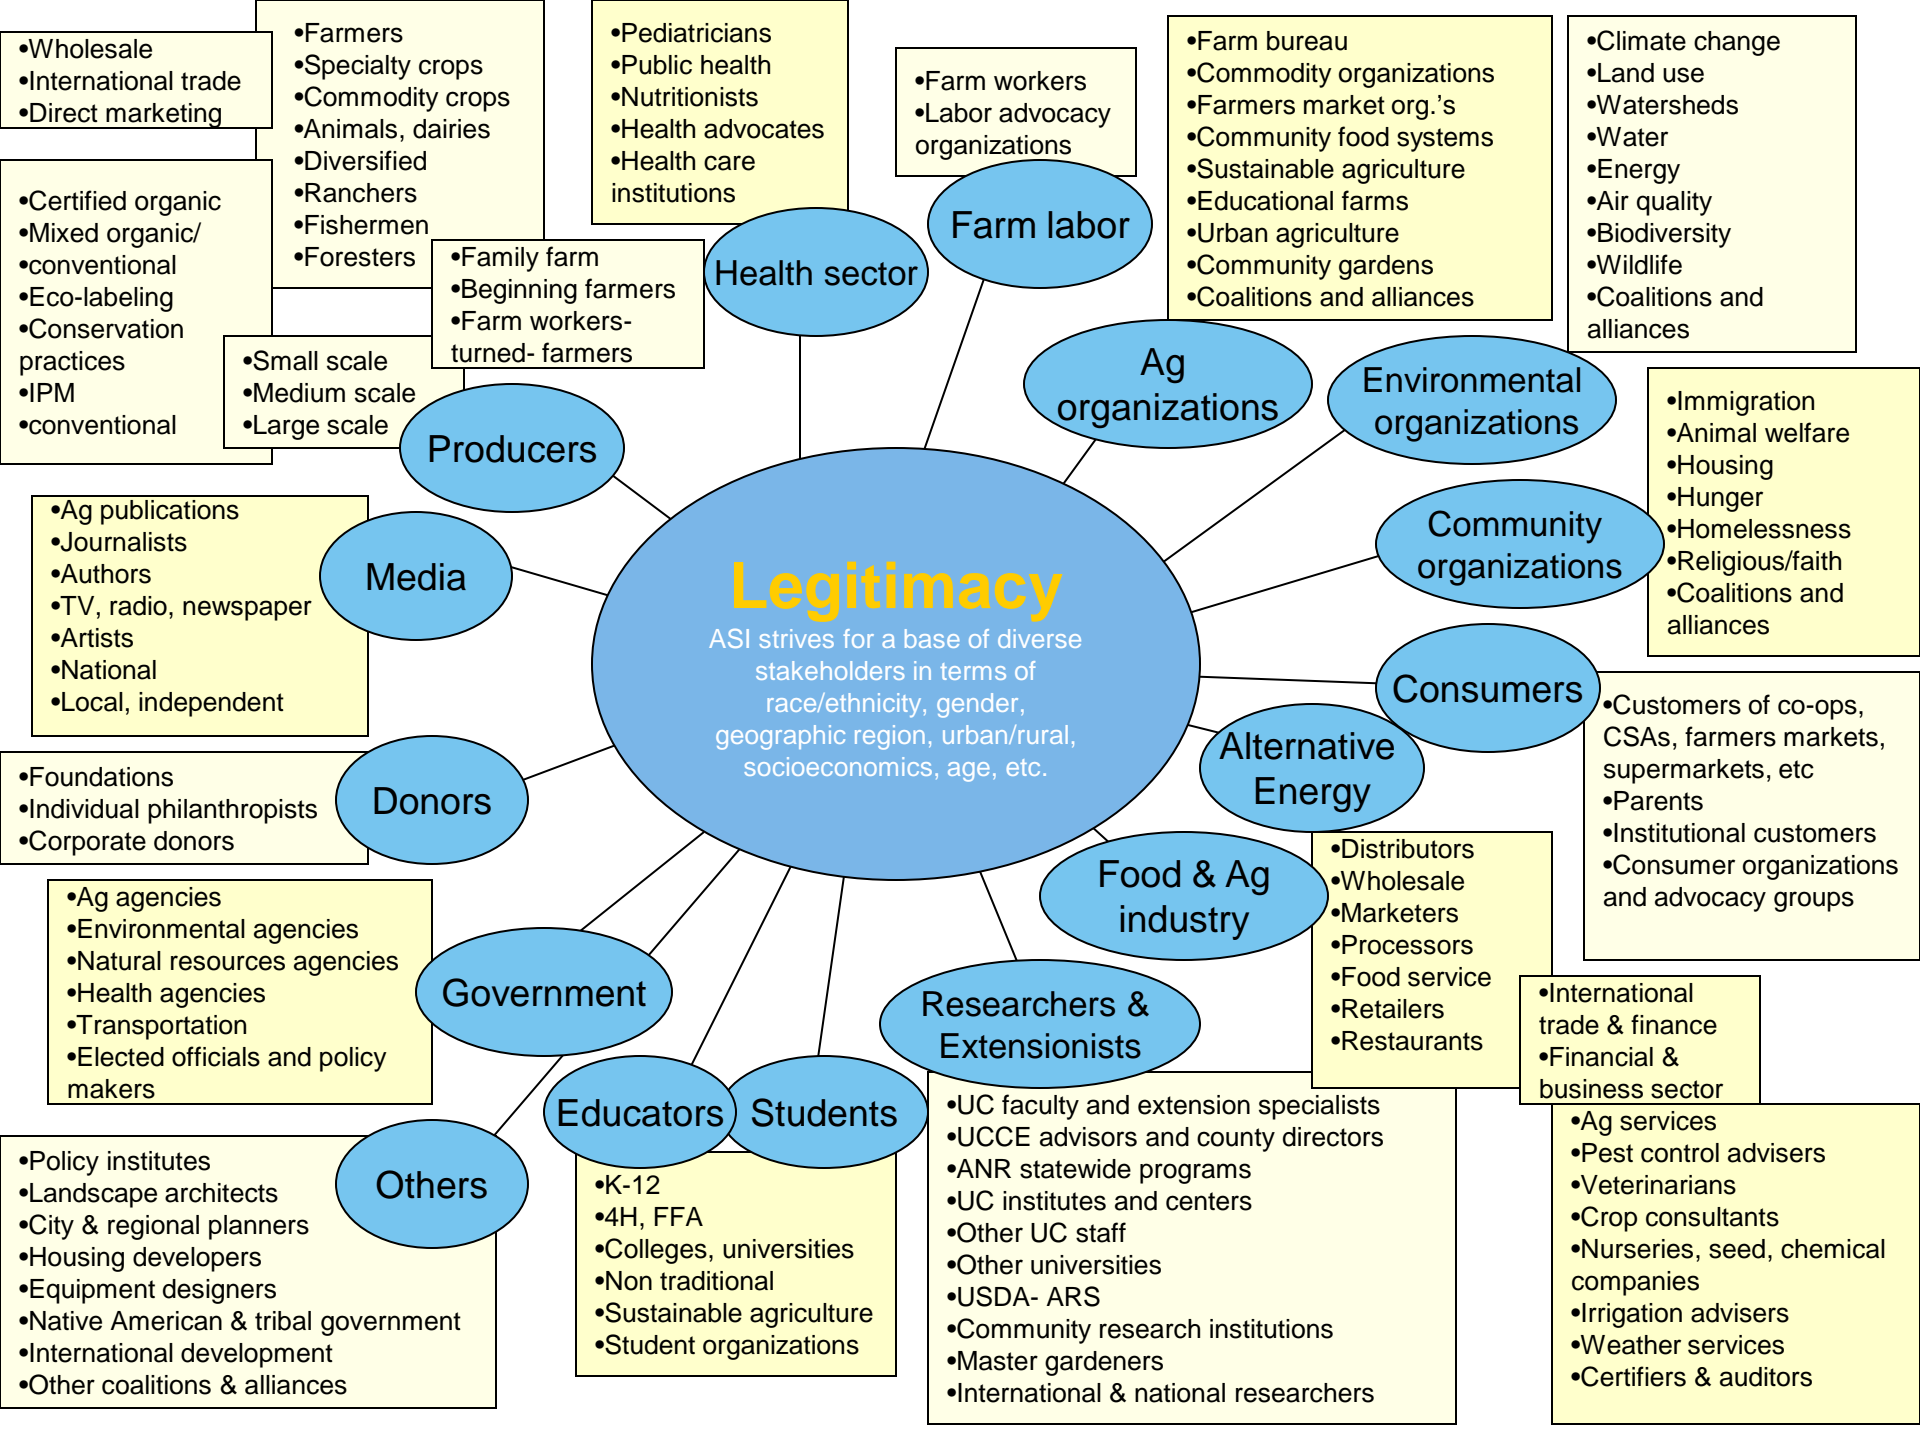 •Wholesale
•International trade
•Direct marketing
•Farmers
•Specialty crops
•Commodity crops
•Animals, dairies
•Diversified
•Ranchers
•Fishermen
•Foresters
•Certified organic
•Mixed organic/
•conventional
•Eco-labeling
•Conservation
practices
•IPM
•conventional
•Small scale
•Medium scale
•Large scale
•Family farm
•Beginning farmers
•Farm workers-
turned- farmers
Producers
•Pediatricians
•Public health
•Nutritionists
•Health advocates
•Health care
institutions
Health sector
•Farm workers
•Labor advocacy
organizations
Farm labor
•Farm bureau
•Commodity organizations
•Farmers market org.'s
•Community food systems
•Sustainable agriculture
•Educational farms
•Urban agriculture
•Community gardens
•Coalitions and alliances
Ag
organizations
•Climate change
•Land use
•Watersheds
•Water
•Energy
•Air quality
•Biodiversity
•Wildlife
•Coalitions and
alliances
Environmental
organizations
•Immigration
•Animal welfare
•Housing
•Hunger
•Homelessness
•Religious/faith
•Coalitions and
alliances
Community
organizations
•Ag publications
•Journalists
•Authors
•TV, radio, newspaper
•Artists
•National
•Local, independent
Media
Legitimacy
ASI strives for a base of diverse
stakeholders in terms of
race/ethnicity, gender,
geographic region, urban/rural,
socioeconomics, age, etc.
Consumers
•Customers of co-ops,
CSAs, farmers markets,
supermarkets, etc
•Parents
•Institutional customers
•Consumer organizations
and advocacy groups
Alternative
Energy
•Foundations
•Individual philanthropists
•Corporate donors
Donors
Food & Ag
industry
•Distributors
•Wholesale
•Marketers
•Processors
•Food service
•Retailers
•Restaurants
•International
trade & finance
•Financial &
business sector
•Ag services
•Pest control advisers
•Veterinarians
•Crop consultants
•Nurseries, seed, chemical
companies
•Irrigation advisers
•Weather services
•Certifiers & auditors
•Ag agencies
•Environmental agencies
•Natural resources agencies
•Health agencies
•Transportation
•Elected officials and policy
makers
Government
Researchers &
Extensionists
•UC faculty and extension specialists
•UCCE advisors and county directors
•ANR statewide programs
•UC institutes and centers
•Other UC staff
•Other universities
•USDA- ARS
•Community research institutions
•Master gardeners
•International & national researchers
Educators
Students
•K-12
•4H, FFA
•Colleges, universities
•Non traditional
•Sustainable agriculture
•Student organizations
Others
•Policy institutes
•Landscape architects
•City & regional planners
•Housing developers
•Equipment designers
•Native American & tribal government
•International development
•Other coalitions & alliances